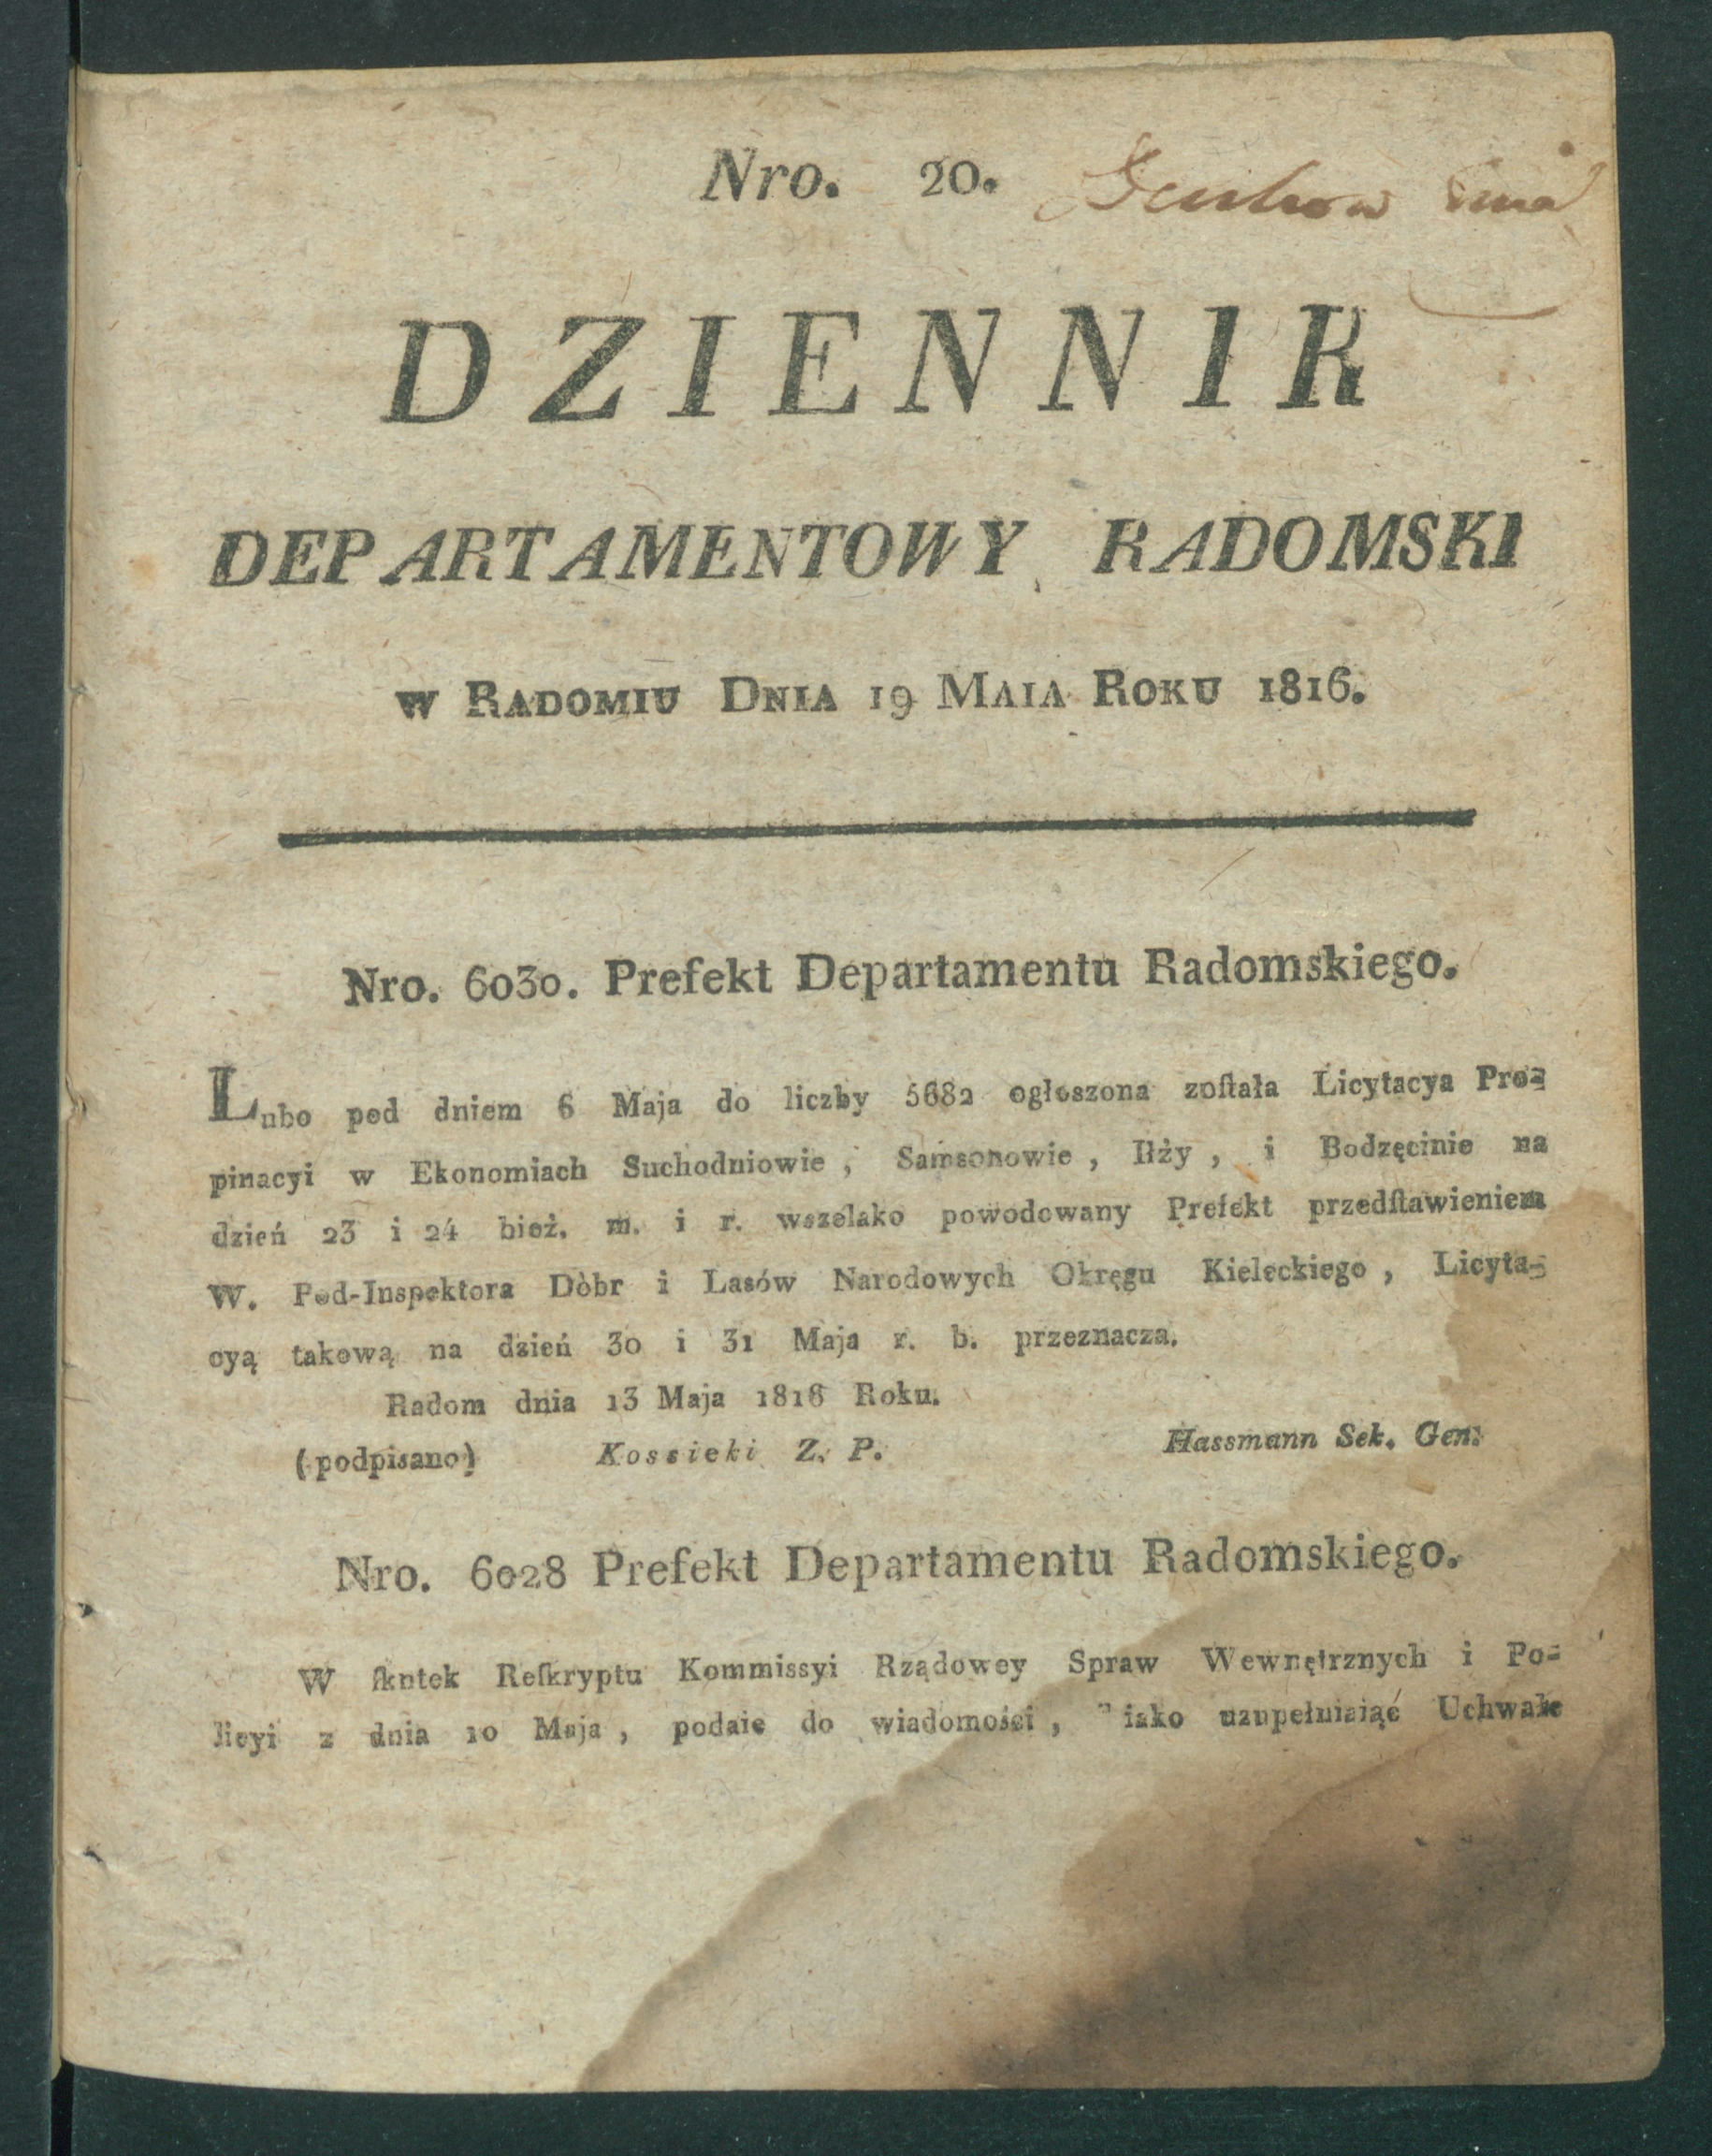 Nro. 20.
DZIENNIK
DEPARTAMENTOWY RADOMSKI
W RADOMIU DNIA 19 MAIA ROKU 1816.
Nro. 6030. Prefekt Departamentu Radomskiego.
Lubo pod dniem 6 Maja do liczby 5682 ogłoszona zoſtała Licytacya Pro-
pinacyi w Ekonomiach Suchodniowie, Samsonowie, Iłży, i Bodzęcinie na
dzień 23 i 24 bież. m. i r. wszelako powodowany Prefekt przedſtawieniem
W. Pod-Inspektora Dòbr i Lasów Narodowych Okręgu Kieleckiego, Licyta-
cyą takową na dzień 30 i 31 Maja r. b. przeznacza.
Radom dnia 13 Maja 1816 Roku.
(podpisano) Kossicki Z. P. Hassmann Sek. Gen.
Nro. 6028 Prefekt Departamentu Radomskiego.
W ſkutek Reſkryptu Kommissyi Rządowey Spraw Wewnętrznych i Po-
licyi z dnia 10 Maja, podaie do wiadomości, iako uzupełniaiąć Uchwałe